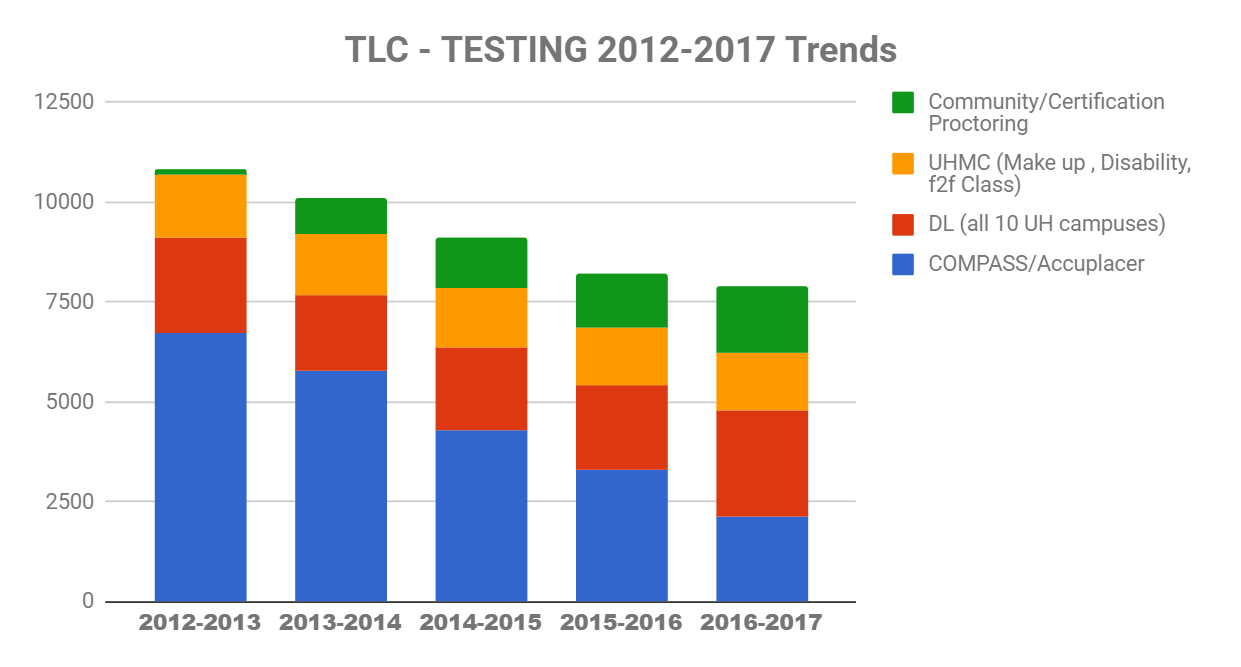 TLC - TESTING 2012-2017 Trends
12500
10000
7500
5000
2500
0
2012-2013 2013-2014 2014-2015 2015-2016 2016-2017
Community/Certification
Proctoring
UHMC (Make up , Disability,
f2f Class)
DL (all 10 UH campuses)
COMPASS/Accuplacer